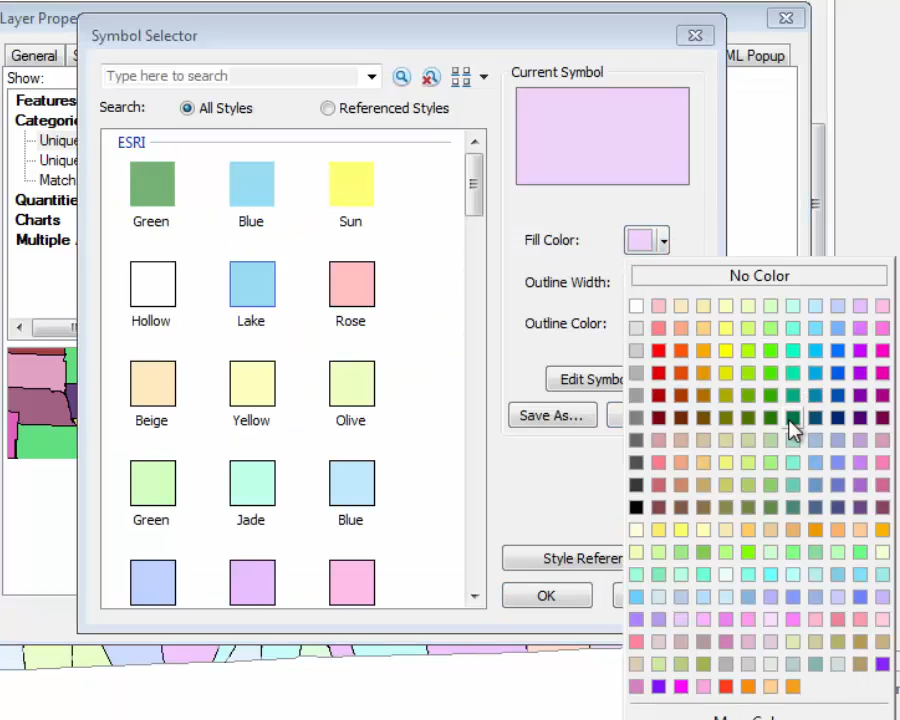 Layer Prope
Symbol Selector
General
ML Popup
Show:
Features
Categori
Unique
Unique
Match
Quantitie
Charts
Multiple
Type here to search
Search:
All Styles
Referenced Styles
ESRI
Green
Blue
Sun
Hollow
Lake
Rose
Beige
Yellow
Olive
Green
Jade
Blue
Current Symbol
Fill Color:
Outline Width:
Outline Color:
Edit Symbo
Save As...
Style Referer
OK
No Color